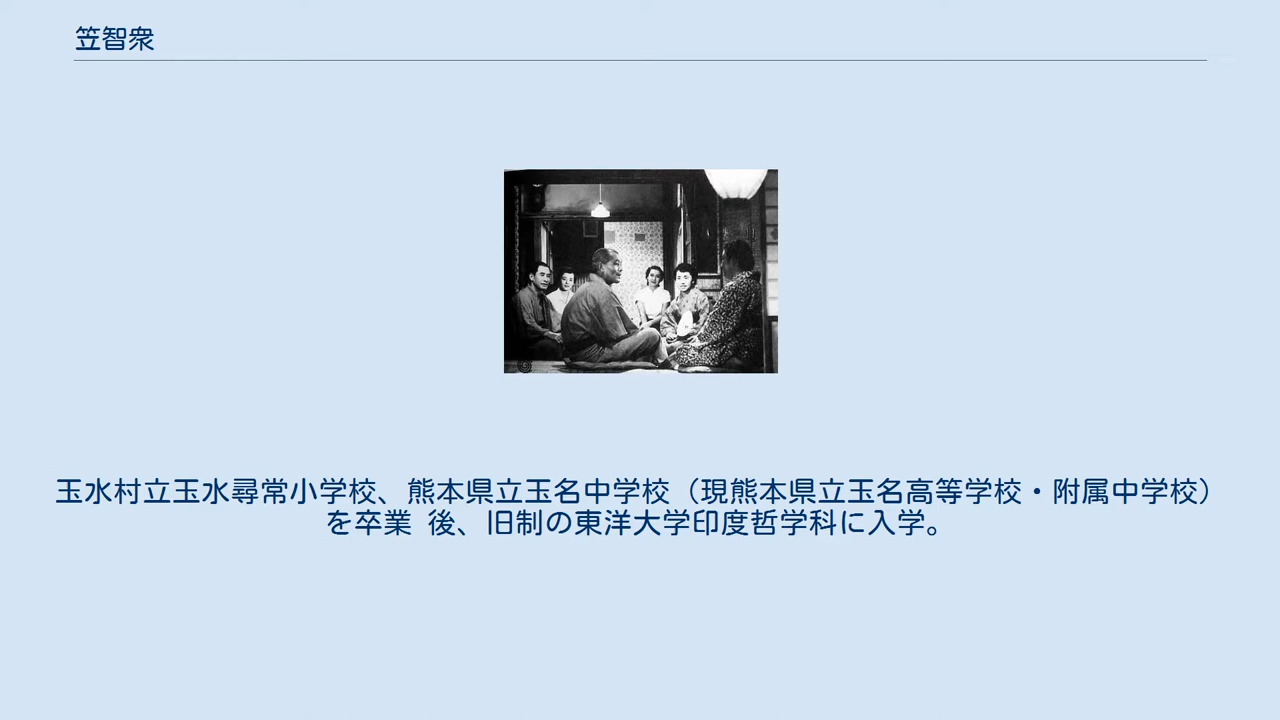 笠智衆
玉水村立玉水尋常小学校、熊本県立玉名中学校（現熊本県立玉名高等学校・附属中学校）
を卒業 後、旧制の東洋大学印度哲学科に入学。